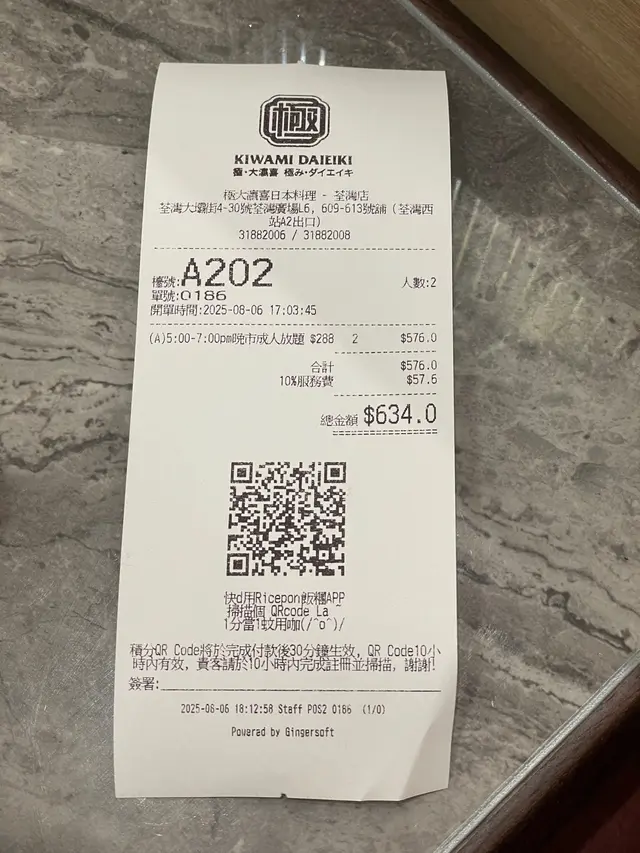 極
KIWAMI DAIEIKI
極・大瀛喜 極み・ダイエイキ
極大瀛喜日本料理 - 荃灣店
荃灣大壩街4-30號荃灣廣場L6, 609-613號舖 (荃灣西
站A2出口)
31882006 / 31882008
檯號:A202 人數:2
單號:0186
開單時間:2025-08-06 17:03:45
(A)5:00-7:00pm晚市成人放題 $288 2 $576.0
合計 $576.0
10%服務費 $57.6
總金額 $634.0
快d用Ricepon飯糰APP
掃描個 QRcode La ~
1分當1蚊用咖(/^o^)/
積分QR Code將於完成付款後30分鐘生效, QR Code10小
時內有效, 貴客請於10小時內完成註冊並掃描, 謝謝!
簽署:
2025-08-06 18:12:58 Staff POS2 0186 (1/0)
Powered by Gingersoft